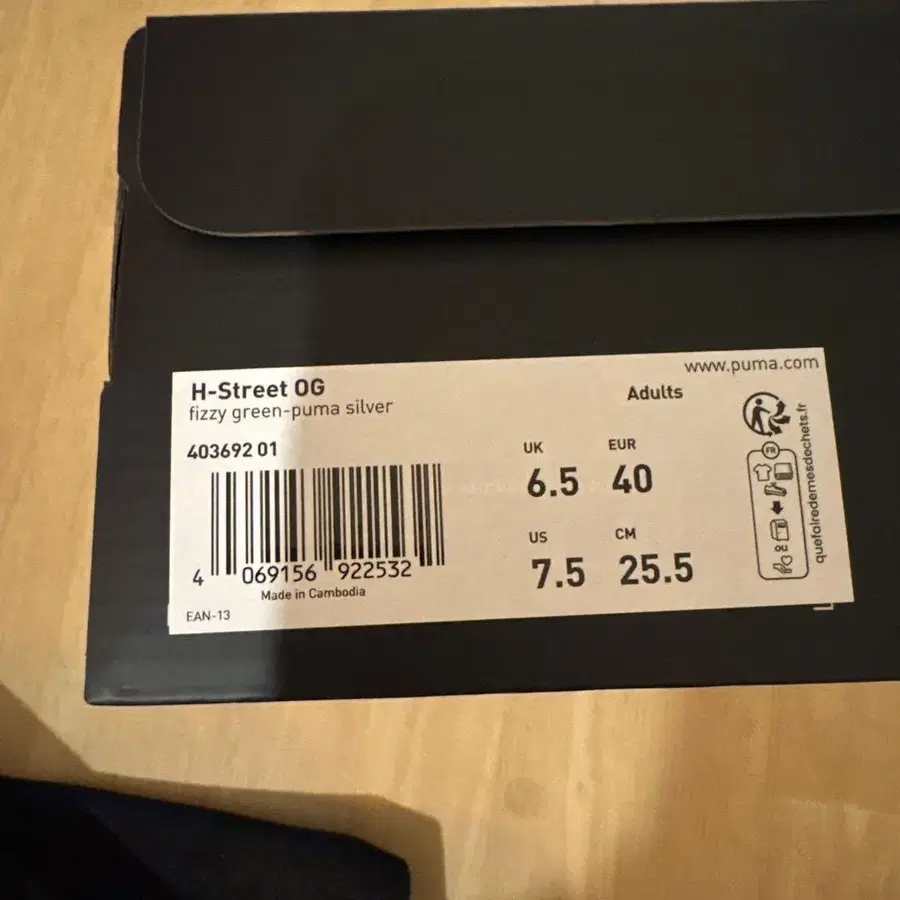 www.puma.com
H-Street OG
fizzy green-puma silver
Adults
403692 01
UK
EUR
6.5
40
US
CM
7.5
25.5
4 069156 922532
Made in Cambodia
EAN-13
FR
OU
quefairedemesdechets.fr